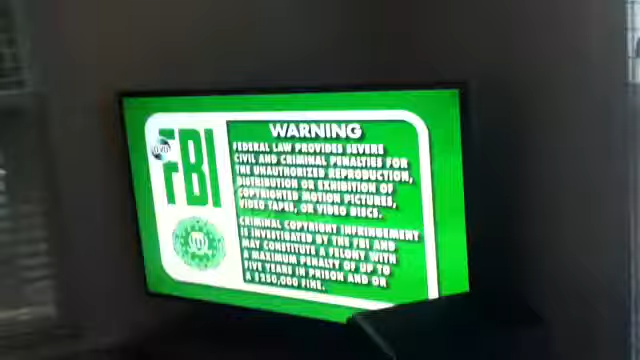 FBI
DVD
WARNING
FEDERAL LAW PROVIDES SEVERE
CIVIL AND CRIMINAL PENALTIES FOR
THE UNAUTHORIZED REPRODUCTION,
DISTRIBUTION OR EXHIBITION OF
COPYRIGHTED MOTION PICTURES,
VIDEO TAPES, OR VIDEO DISCS.
CRIMINAL COPYRIGHT INFRINGEMENT
IS INVESTIGATED BY THE FBI AND
MAY CONSTITUTE A FELONY WITH
A MAXIMUM PENALTY OF UP TO
FIVE YEARS IN PRISON AND OR
A $250,000 FINE.